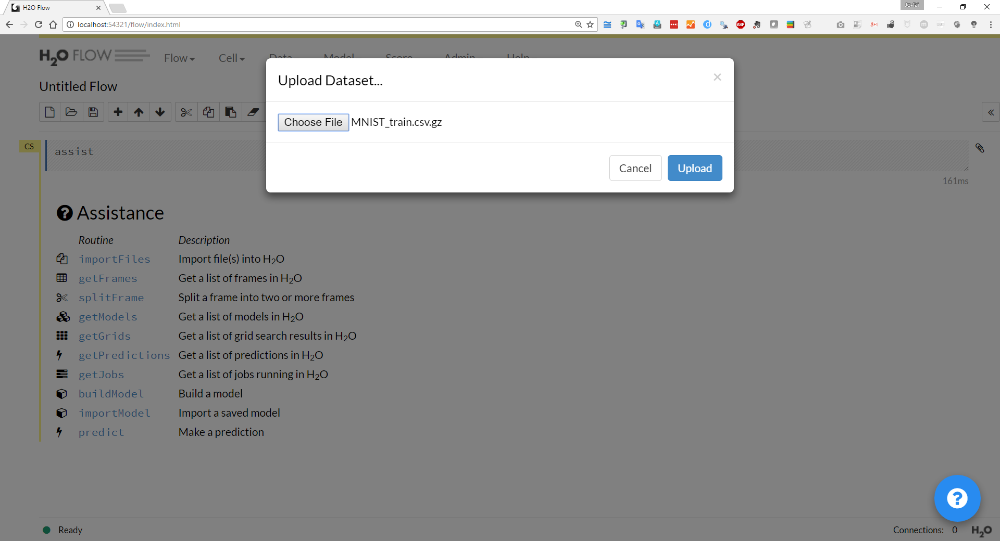 H2O Flow
Jo-fai
localhost:54321/flow/index.html
H2O FLOW Flow Cell Data Model Score Admin Help
Upload Dataset...
Untitled Flow
Choose File MNIST_train.csv.gz
CS
assist
Cancel Upload
161ms
Assistance
Routine Description
importFiles Import file(s) into H2O
getFrames Get a list of frames in H2O
splitFrame Split a frame into two or more frames
getModels Get a list of models in H2O
getGrids Get a list of grid search results in H2O
getPredictions Get a list of predictions in H2O
getJobs Get a list of jobs running in H2O
buildModel Build a model
importModel Import a saved model
predict Make a prediction
Ready
Connections: 0 H2O